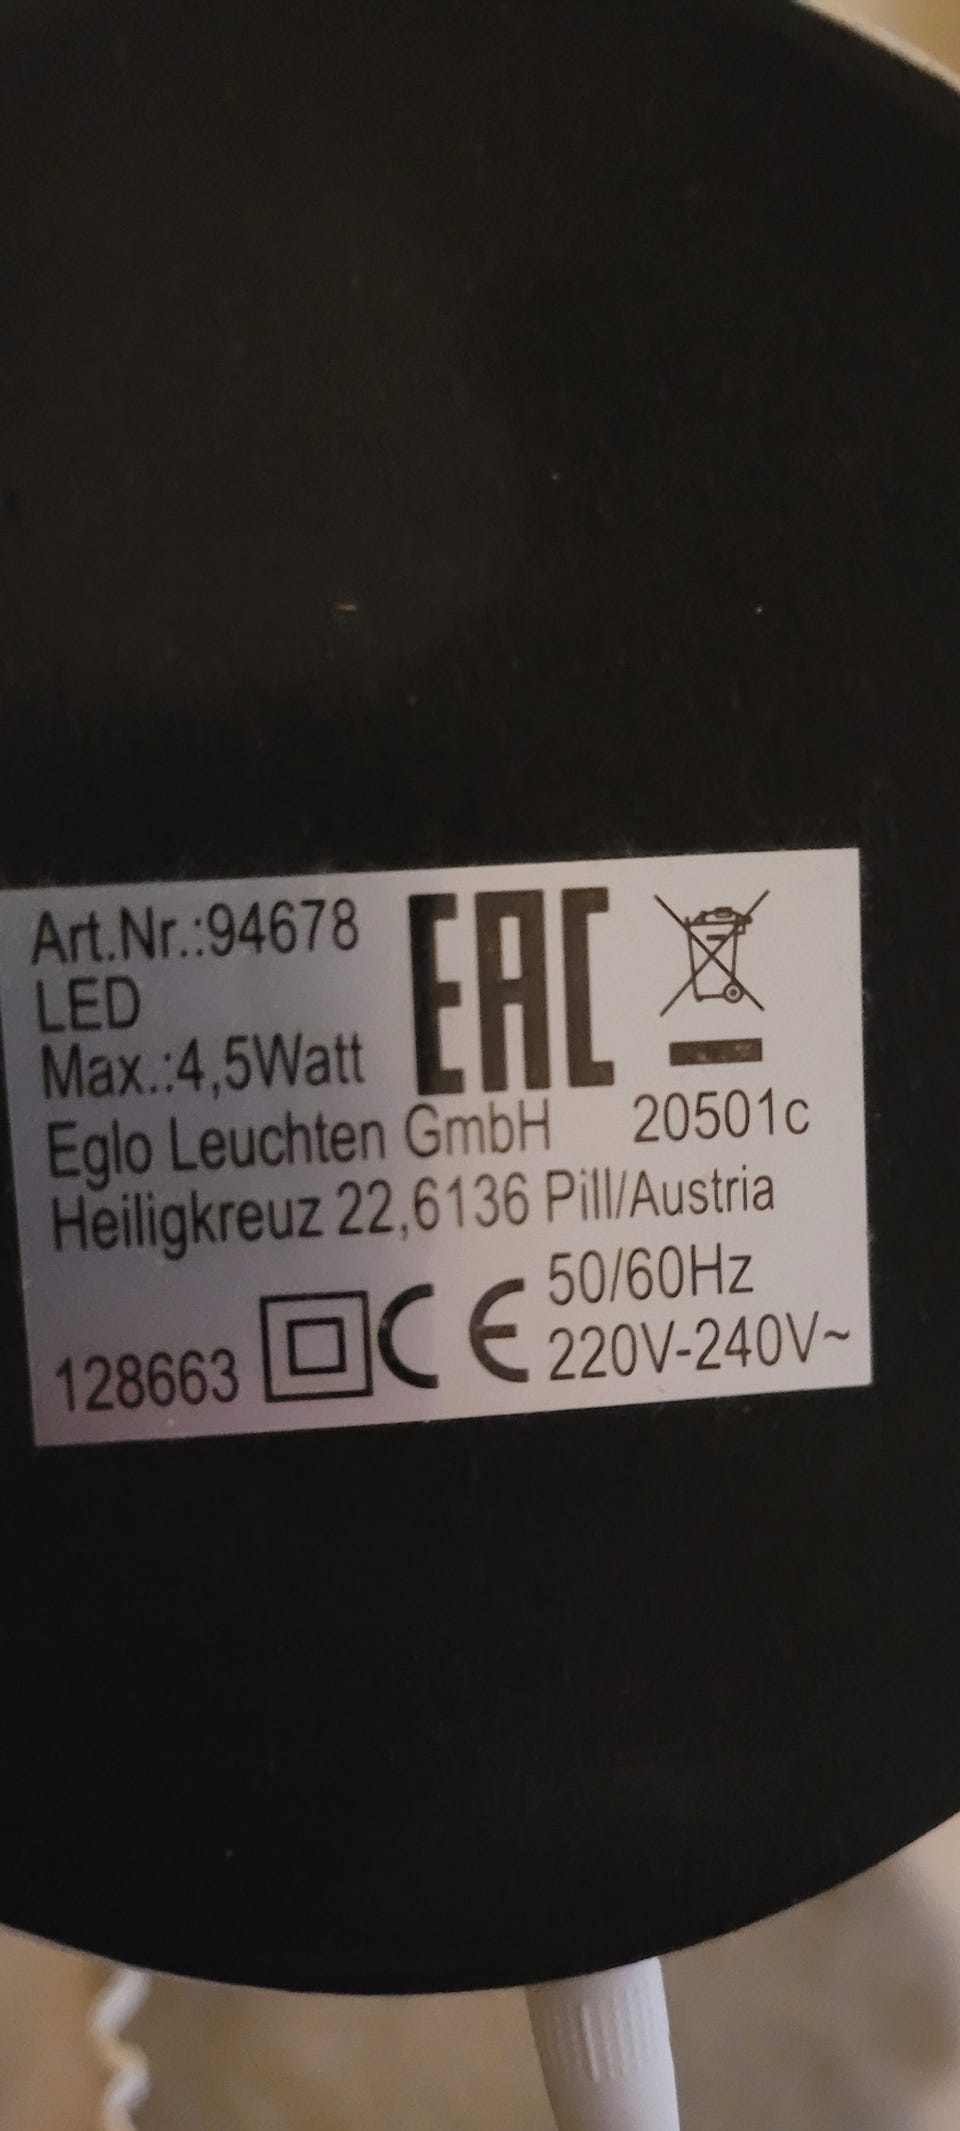 Art.Nr.:94678
LED
Max.:4,5Watt
EAC
Eglo Leuchten GmbH 20501c
Heiligkreuz 22,6136 Pill/Austria
50/60Hz
128663 CE 220V-240V~